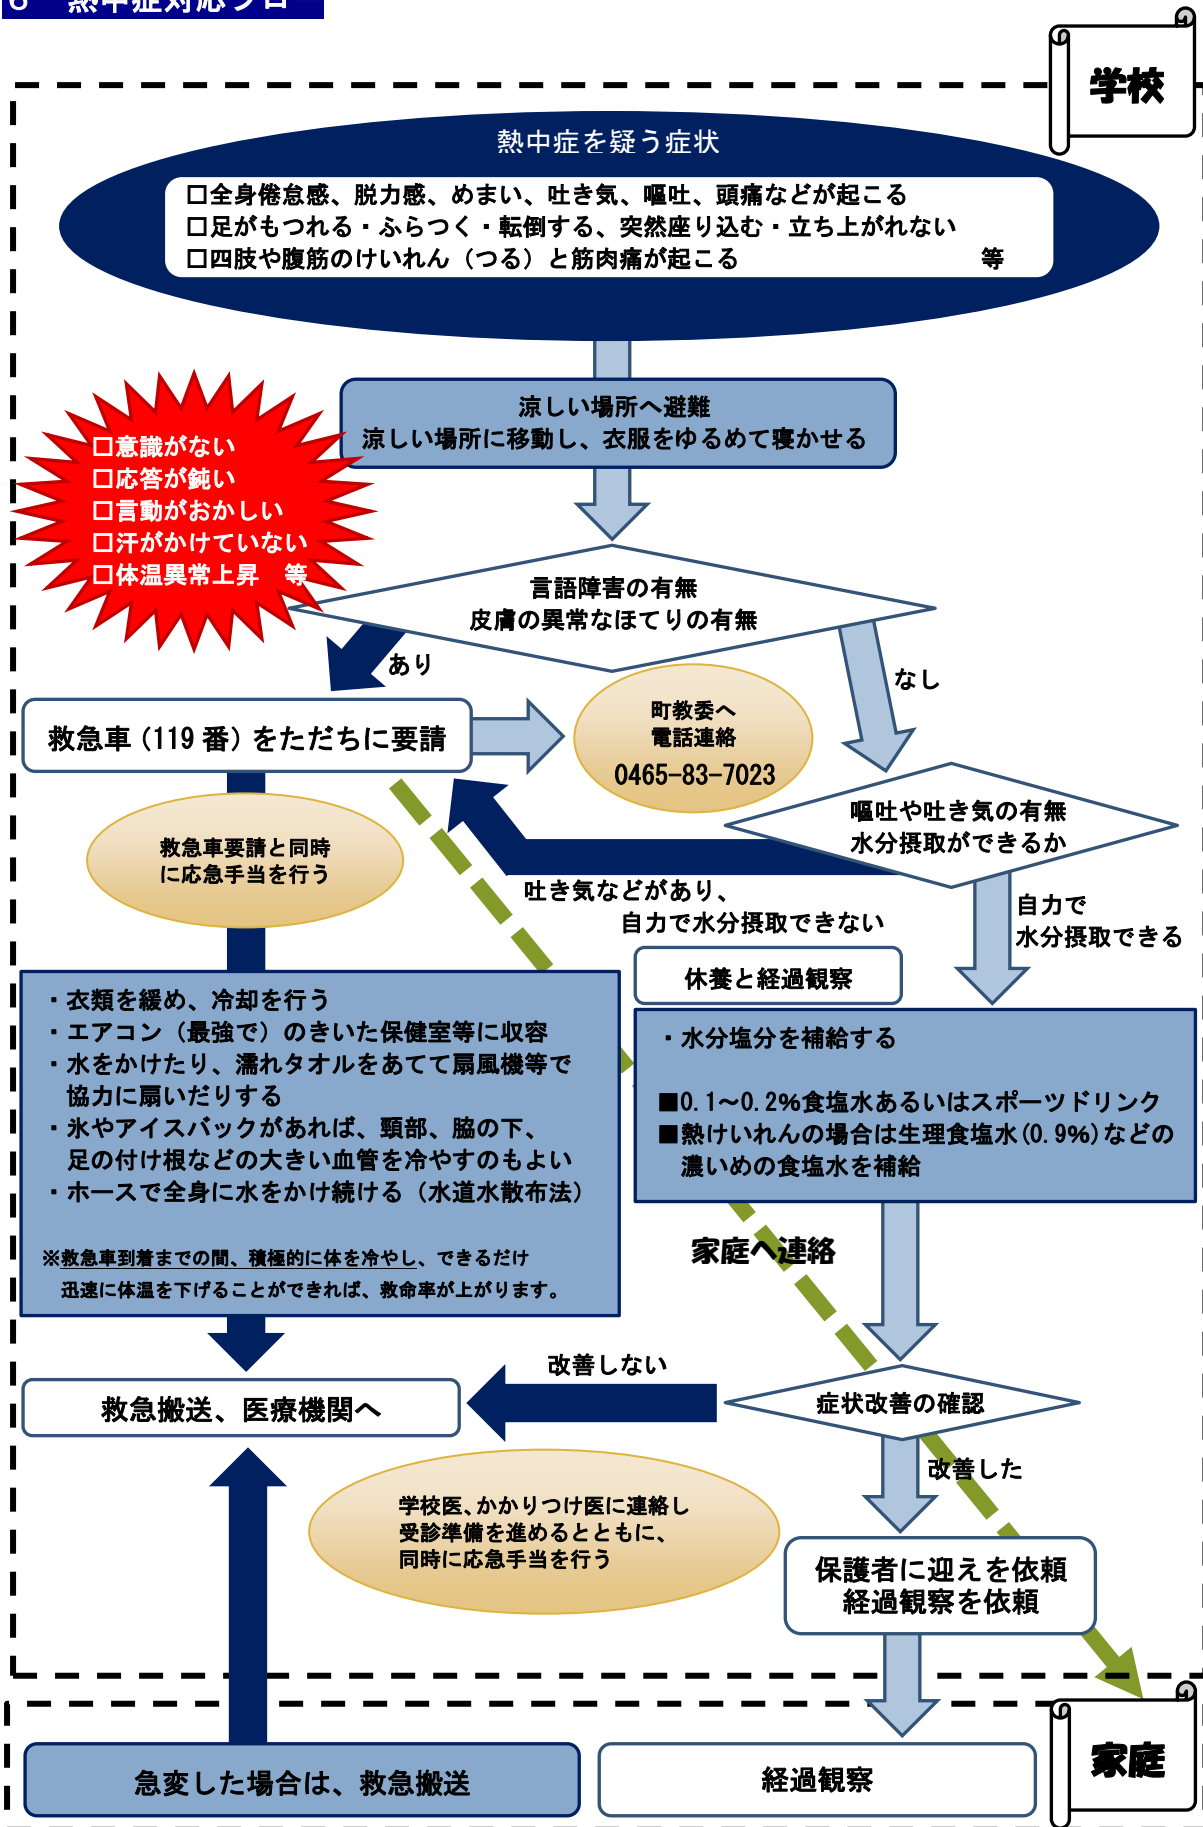 6　熱中症対応フロー
学校
熱中症を疑う症状
□全身倦怠感、脱力感、めまい、吐き気、嘔吐、頭痛などが起こる
□足がもつれる・ふらつく・転倒する、突然座り込む・立ち上がれない
□四肢や腹筋のけいれん（つる）と筋肉痛が起こる　　　　　　　　　　等
涼しい場所へ避難
涼しい場所に移動し、衣服をゆるめて寝かせる
□意識がない
□応答が鈍い
□言動がおかしい
□汗がかけていない
□体温異常上昇　等
言語障害の有無
皮膚の異常なほてりの有無
あり
なし
救急車（119 番）をただちに要請
町教委へ
電話連絡
0465-83-7023
嘔吐や吐き気の有無
水分摂取ができるか
救急車要請と同時
に応急手当を行う
吐き気などがあり、
自力で水分摂取できない
自力で
水分摂取できる
休養と経過観察
・衣類を緩め、冷却を行う
・エアコン（最強で）のきいた保健室等に収容
・水をかけたり、濡れタオルをあてて扇風機等で
協力に扇いだりする
・氷やアイスバックがあれば、頸部、脇の下、
足の付け根などの大きい血管を冷やすのもよい
・ホースで全身に水をかけ続ける（水道水散布法）
※救急車到着までの間、積極的に体を冷やし、できるだけ
迅速に体温を下げることができれば、救命率が上がります。
・水分塩分を補給する
■0.1～0.2%食塩水あるいはスポーツドリンク
■熱けいれんの場合は生理食塩水(0.9%)などの
濃いめの食塩水を補給
家庭へ連絡
改善しない
症状改善の確認
救急搬送、医療機関へ
改善した
学校医、かかりつけ医に連絡し
受診準備を進めるとともに、
同時に応急手当を行う
保護者に迎えを依頼
経過観察を依頼
家庭
急変した場合は、救急搬送
経過観察